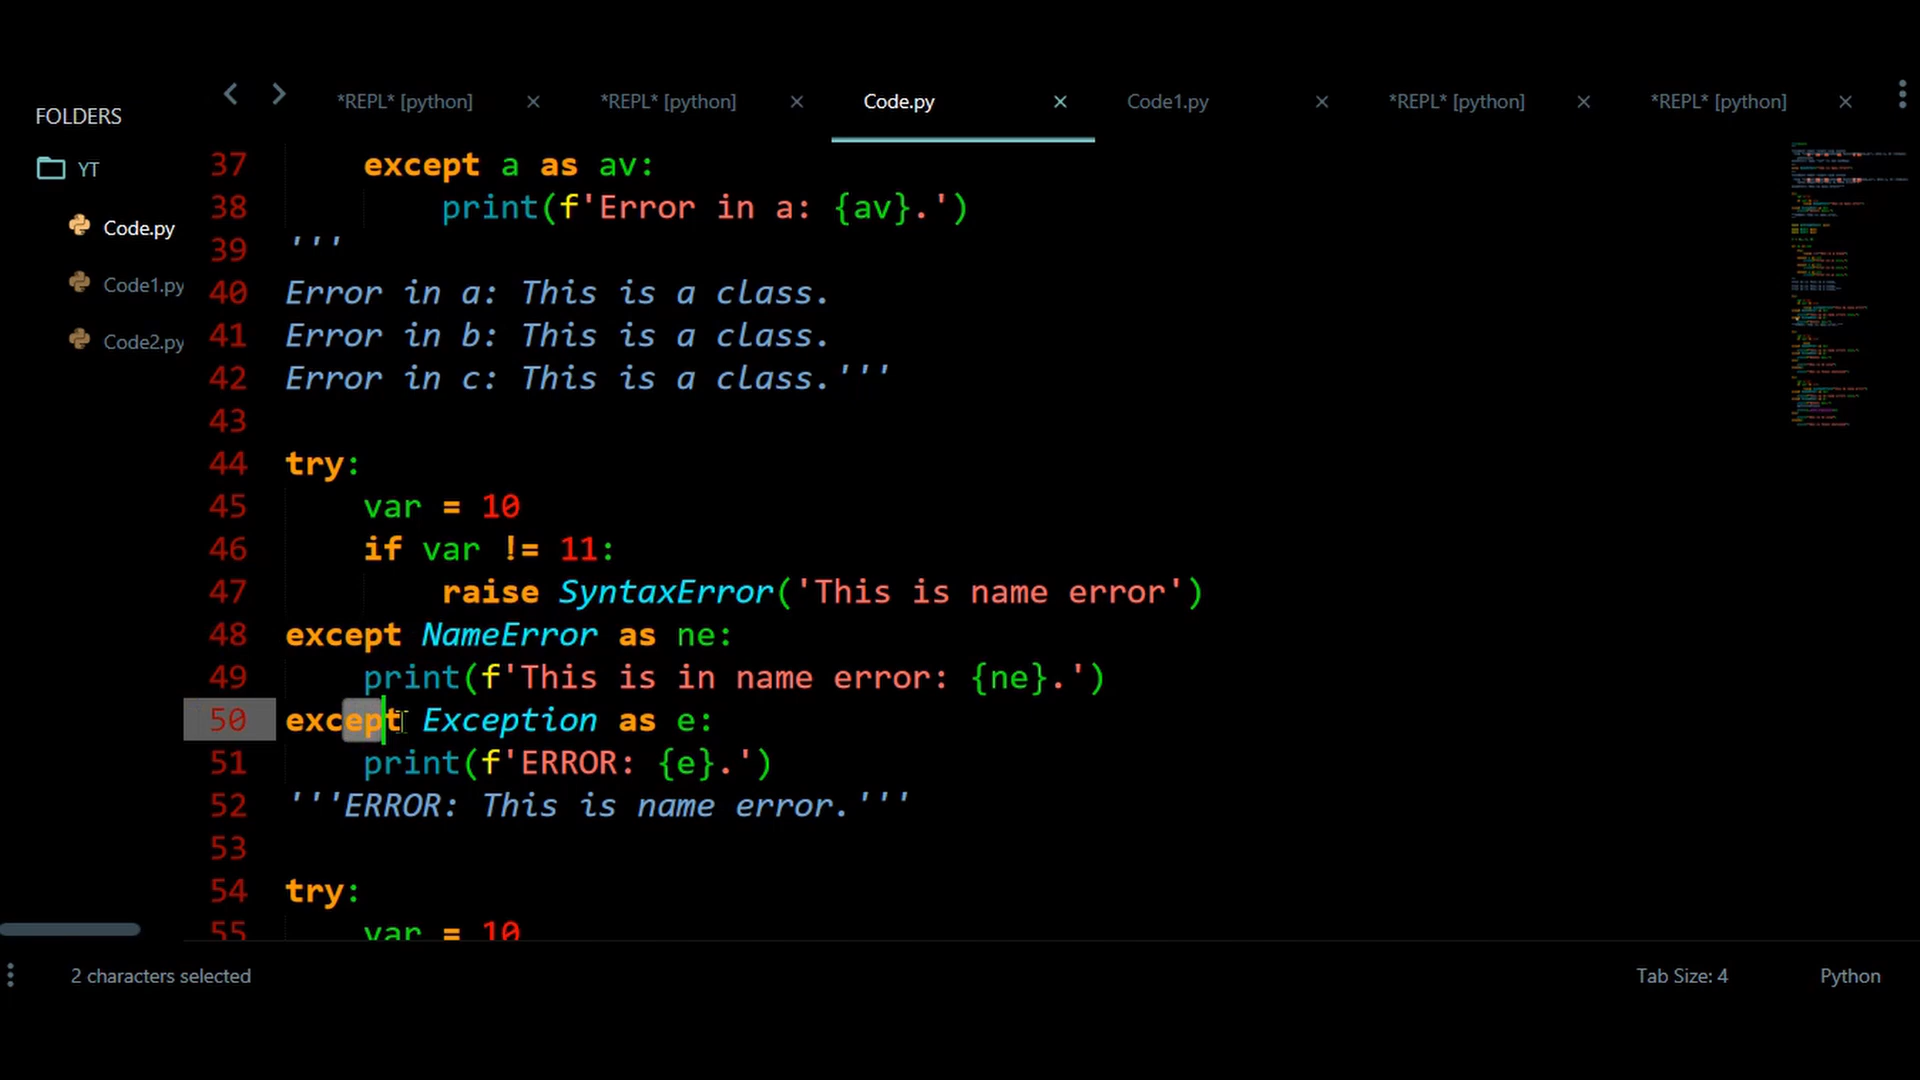 FOLDERS
YT
Code.py
Code1.py
Code2.py
*REPL* [python] *REPL* [python] Code.py Code1.py *REPL* [python] *REPL* [python]
37 except a as av:
38 print(f'Error in a: {av}.')
39 '''
40 Error in a: This is a class.
41 Error in b: This is a class.
42 Error in c: This is a class.'''
43
44 try:
45 var = 10
46 if var != 11:
47 raise SyntaxError('This is name error')
48 except NameError as ne:
49 print(f'This is in name error: {ne}.')
50 except Exception as e:
51 print(f'ERROR: {e}.')
52 '''ERROR: This is name error.'''
53
54 try:
55 var = 10
2 characters selected Tab Size: 4 Python